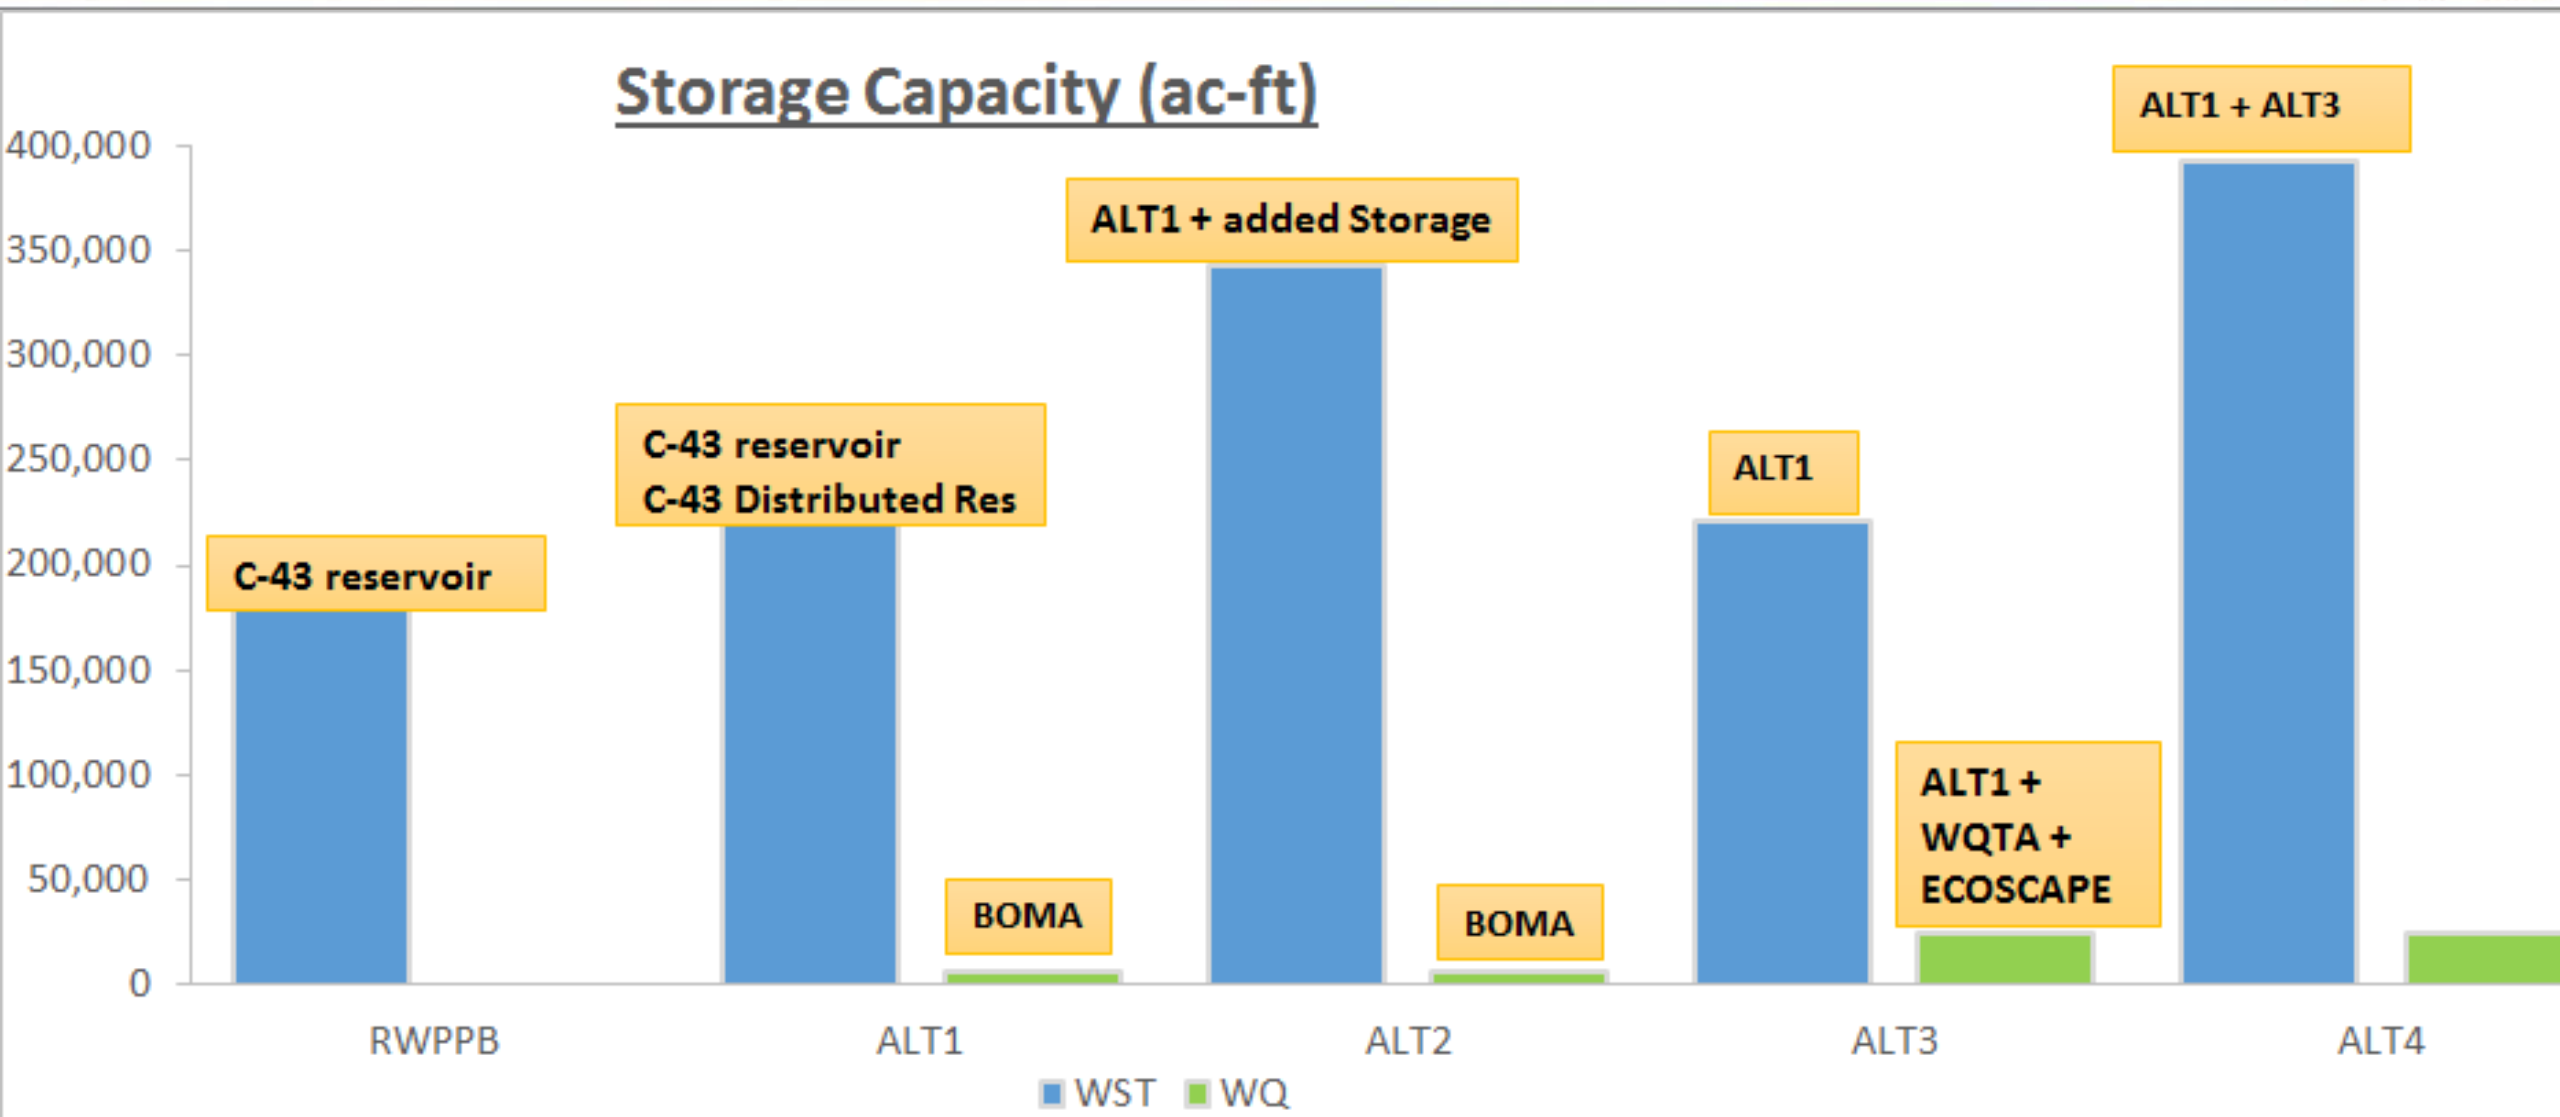 Storage Capacity (ac-ft)
400,000
350,000
300,000
250,000
200,000
150,000
100,000
50,000
0
C-43 reservoir
C-43 reservoir
C-43 Distributed Res
BOMA
ALT1 + added Storage
BOMA
ALT1
ALT1 +
WQTA +
ECOSCAPE
ALT1 + ALT3
RWPPB
ALT1
ALT2
ALT3
ALT4
WST
WQ